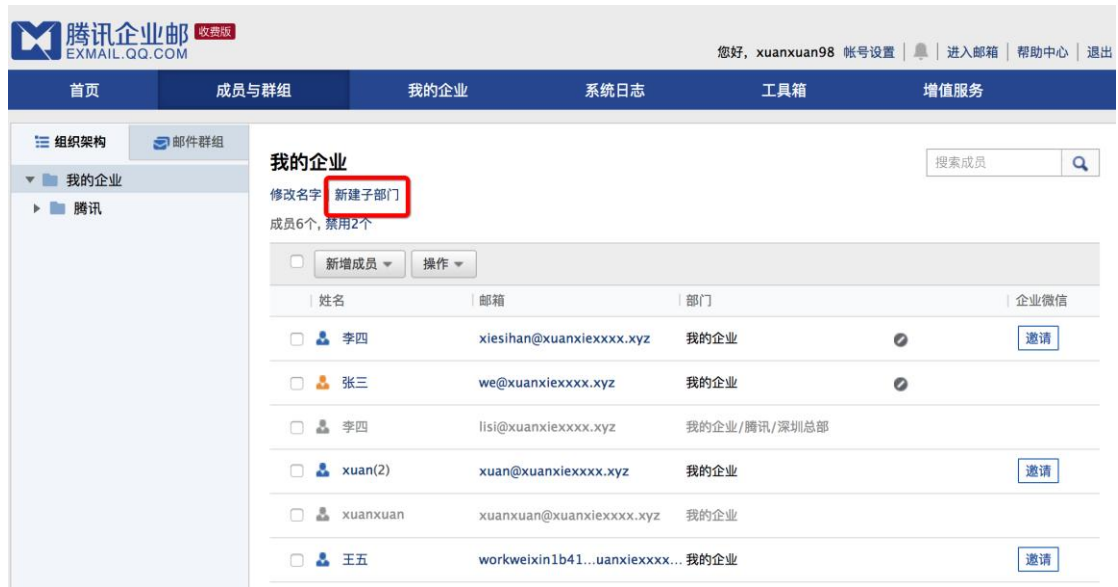 腾讯企业邮 收费版
EXMAIL.QQ.COM
您好，xuanxuan98 帐号设置 | | 进入邮箱 | 帮助中心 | 退出
首页 成员与群组 我的企业 系统日志 工具箱 增值服务
组织架构 邮件群组
我的企业
腾讯
我的企业
搜索成员
修改名字 | 新建子部门
成员6个, 禁用2个
新增成员 操作
姓名 邮箱 部门 企业微信
李四 xiesihan@xuanxiexxxx.xyz 我的企业 邀请
张三 we@xuanxiexxxx.xyz 我的企业
李四 lisi@xuanxiexxxx.xyz 我的企业/腾讯/深圳总部
xuan(2) xuan@xuanxiexxxx.xyz 我的企业 邀请
xuanxuan xuanxuan@xuanxiexxxx.xyz 我的企业
王五 workweixin1b41...uanxiexxxx... 我的企业 邀请